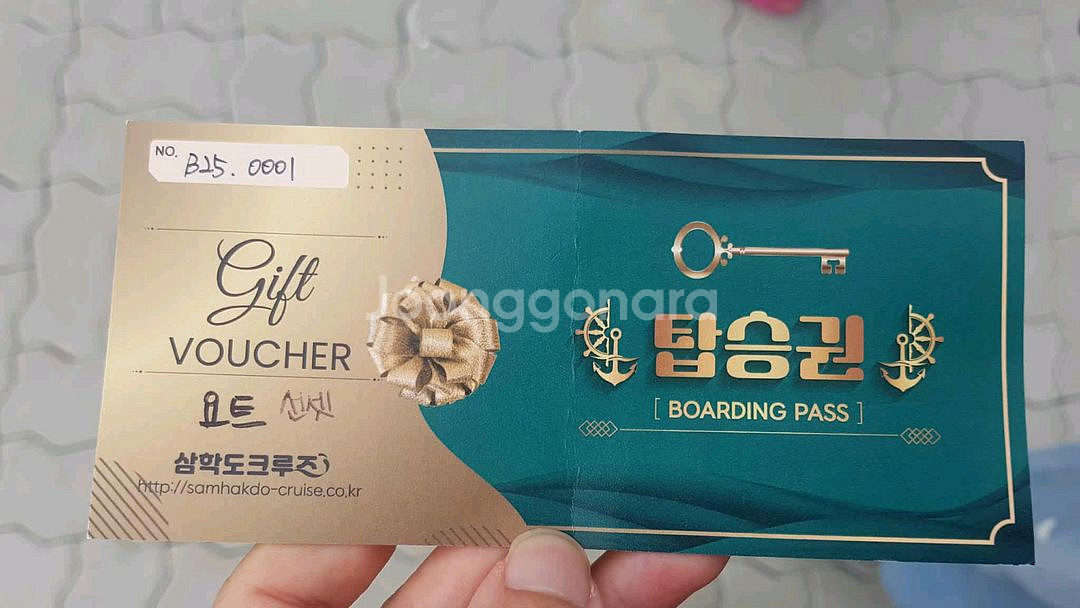 NO. B25.0001
Gift
VOUCHER
요트 선셋
삼학도크루즈
http://samhakdo-cruise.co.kr
Joonggonara
탑승권
[ BOARDING PASS ]